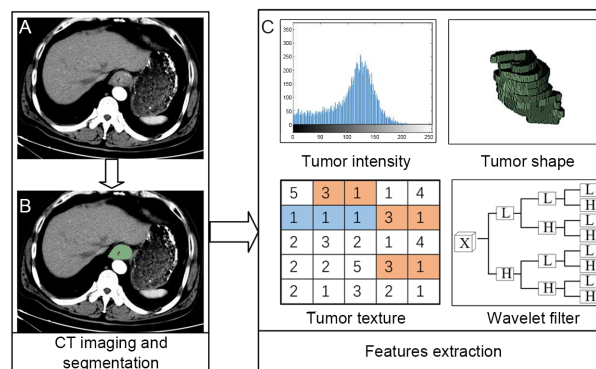 A
B
CT imaging and
segmentation
C
375
350
300
250
200
150
100
50
0
0 50 100 150 200 250
Tumor intensity
Tumor shape
5 3 1 1 4
1 1 1 3 1
2 3 2 1 4
2 2 5 3 1
2 1 3 2 1
Tumor texture
X
L
H
L
H
L
H
L
H
L
H
L
H
L
H
Wavelet filter
Features extraction